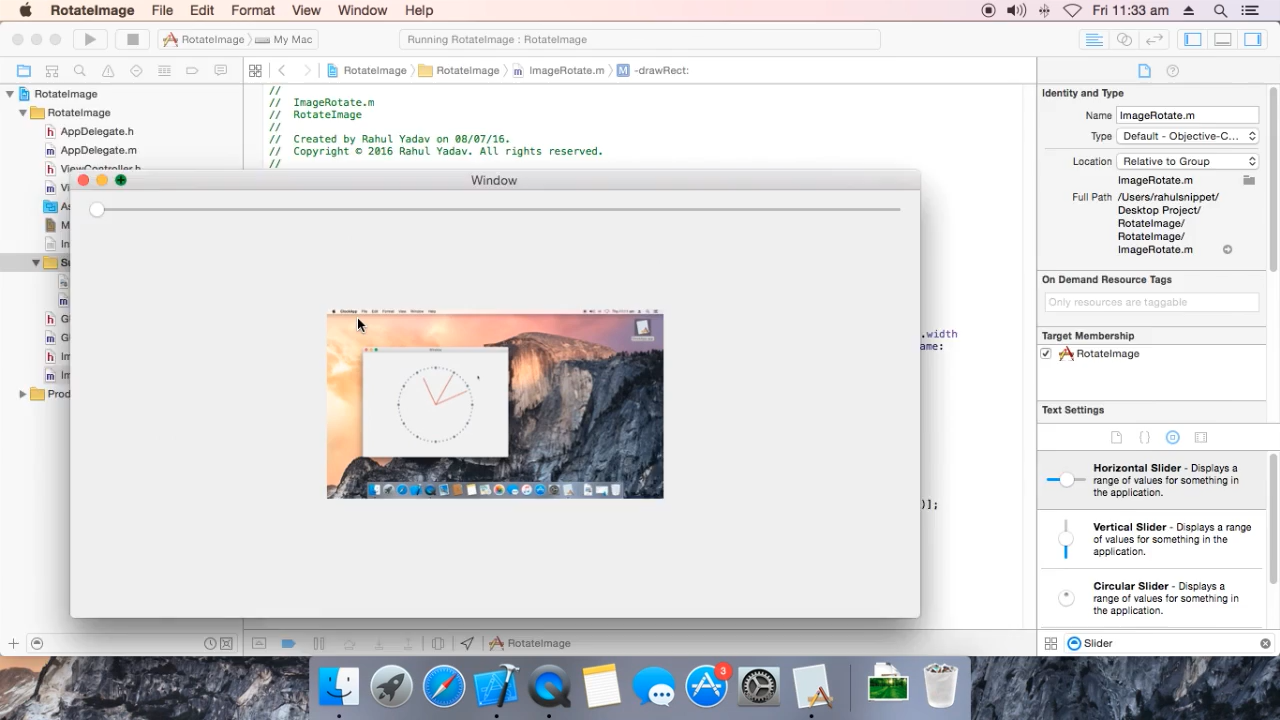 RotateImage File Edit Format View Window Help
Fri 11:33 am
RotateImage My Mac
Running RotateImage : RotateImage
RotateImage RotateImage ImageRotate.m M -drawRect:
RotateImage
RotateImage
h AppDelegate.h
m AppDelegate.m
h ViewController.h
m
m
h
m
h
m
//
// ImageRotate.m
// RotateImage
//
// Created by Rahul Yadav on 08/07/16.
// Copyright © 2016 Rahul Yadav. All rights reserved.
//
.width
ame:
)];
Window
Identity and Type
Name ImageRotate.m
Type Default - Objective-C...
Location Relative to Group
ImageRotate.m
Full Path /Users/rahulsnippet/
Desktop Project/
RotateImage/
RotateImage/
ImageRotate.m
On Demand Resource Tags
Only resources are taggable
Target Membership
RotateImage
Text Settings
Horizontal Slider - Displays a
range of values for something in
the application.
Vertical Slider - Displays a range
of values for something in the
application.
Circular Slider - Displays a
range of values for something in
the application.
RotateImage
Slider
3